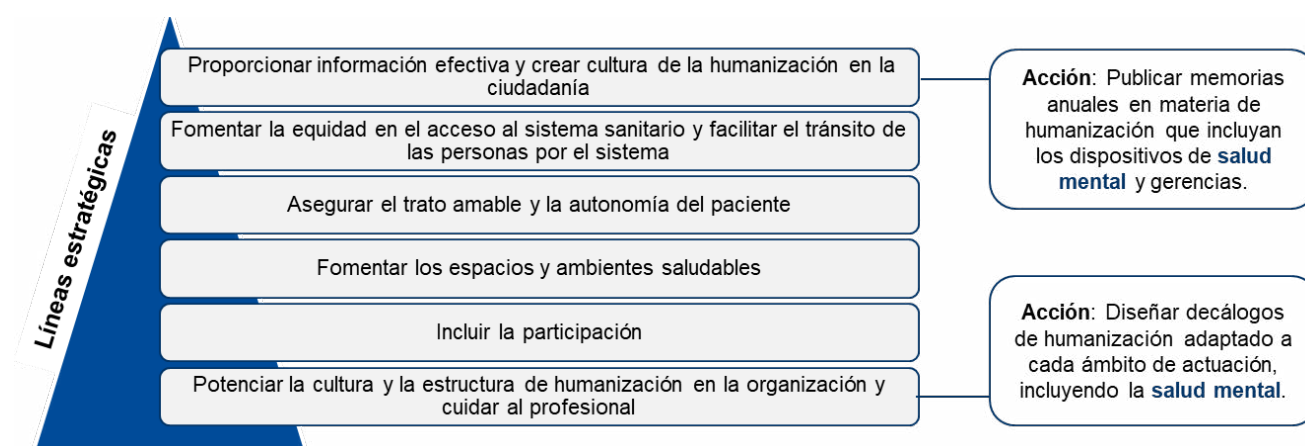 Líneas estratégicas
Proporcionar información efectiva y crear cultura de la humanización en la
ciudadanía
Fomentar la equidad en el acceso al sistema sanitario y facilitar el tránsito de
las personas por el sistema
Asegurar el trato amable y la autonomía del paciente
Fomentar los espacios y ambientes saludables
Incluir la participación
Potenciar la cultura y la estructura de humanización en la organización y
cuidar al profesional
Acción: Publicar memorias
anuales en materia de
humanización que incluyan
los dispositivos de salud
mental y gerencias.
Acción: Diseñar decálogos
de humanización adaptado a
cada ámbito de actuación,
incluyendo la salud mental.